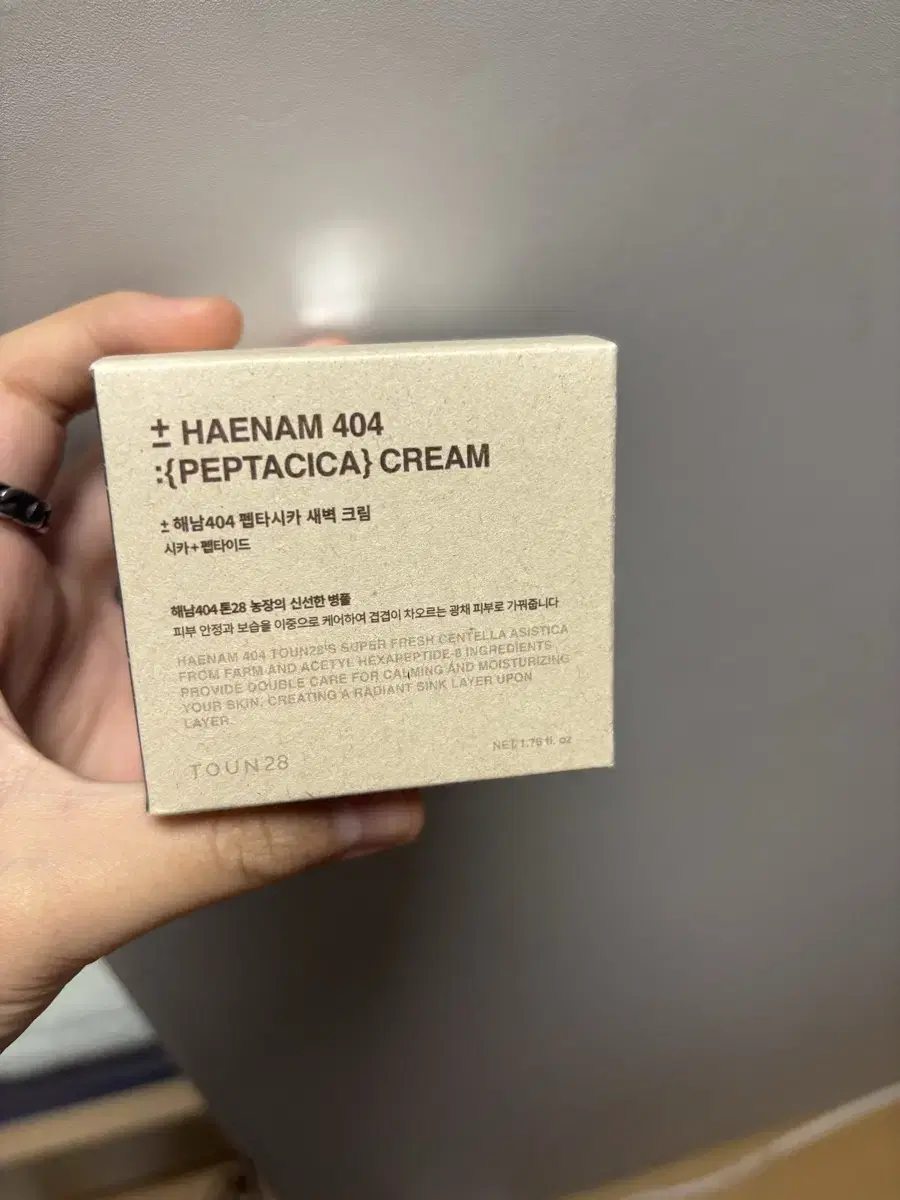 ± HAENAM 404
:{PEPTACICA} CREAM
± 해남404 펩타시카 새벽 크림
시카+펩타이드
해남404 톤28 농장의 신선한 병풀
피부 안정과 보습을 이중으로 케어하여 겹겹이 차오르는 광채 피부로 가꿔줍니다
HAENAM 404 TOUN28'S SUPER FRESH CENTELLA ASISTICA
FROM FARM AND ACETYL HEXAPEPTIDE-8 INGREDIENTS
PROVIDE DOUBLE CARE FOR CALMING AND MOISTURIZING
YOUR SKIN, CREATING A RADIANT SINK LAYER UPON
LAYER.
TOUN28
NET 1.76 fl. oz